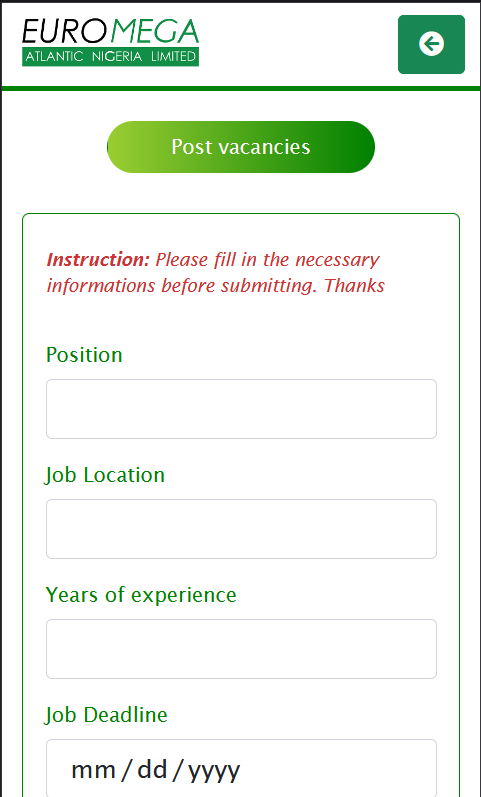 EUROMEGA
ATLANTIC NIGERIA LIMITED
Post vacancies
Instruction: Please fill in the necessary
informations before submitting. Thanks
Position
Job Location
Years of experience
Job Deadline
mm/dd/yyyy